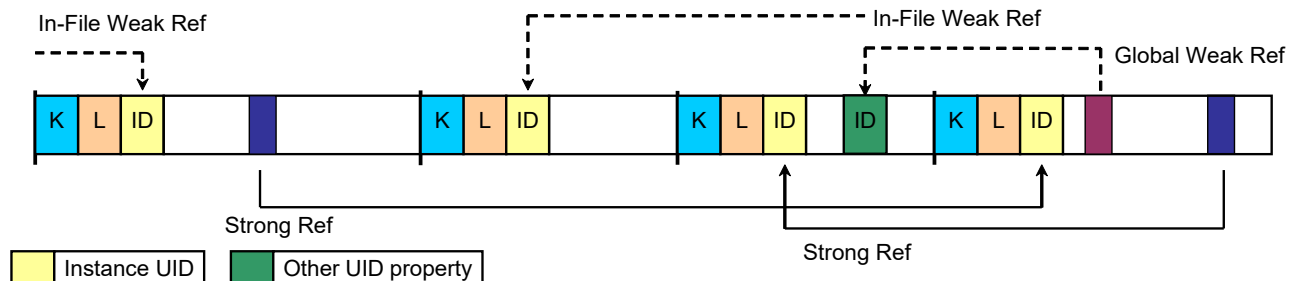 In-File Weak Ref
In-File Weak Ref
Global Weak Ref
K L ID K L ID K L ID ID K L ID
Strong Ref
Strong Ref
Instance UID Other UID property